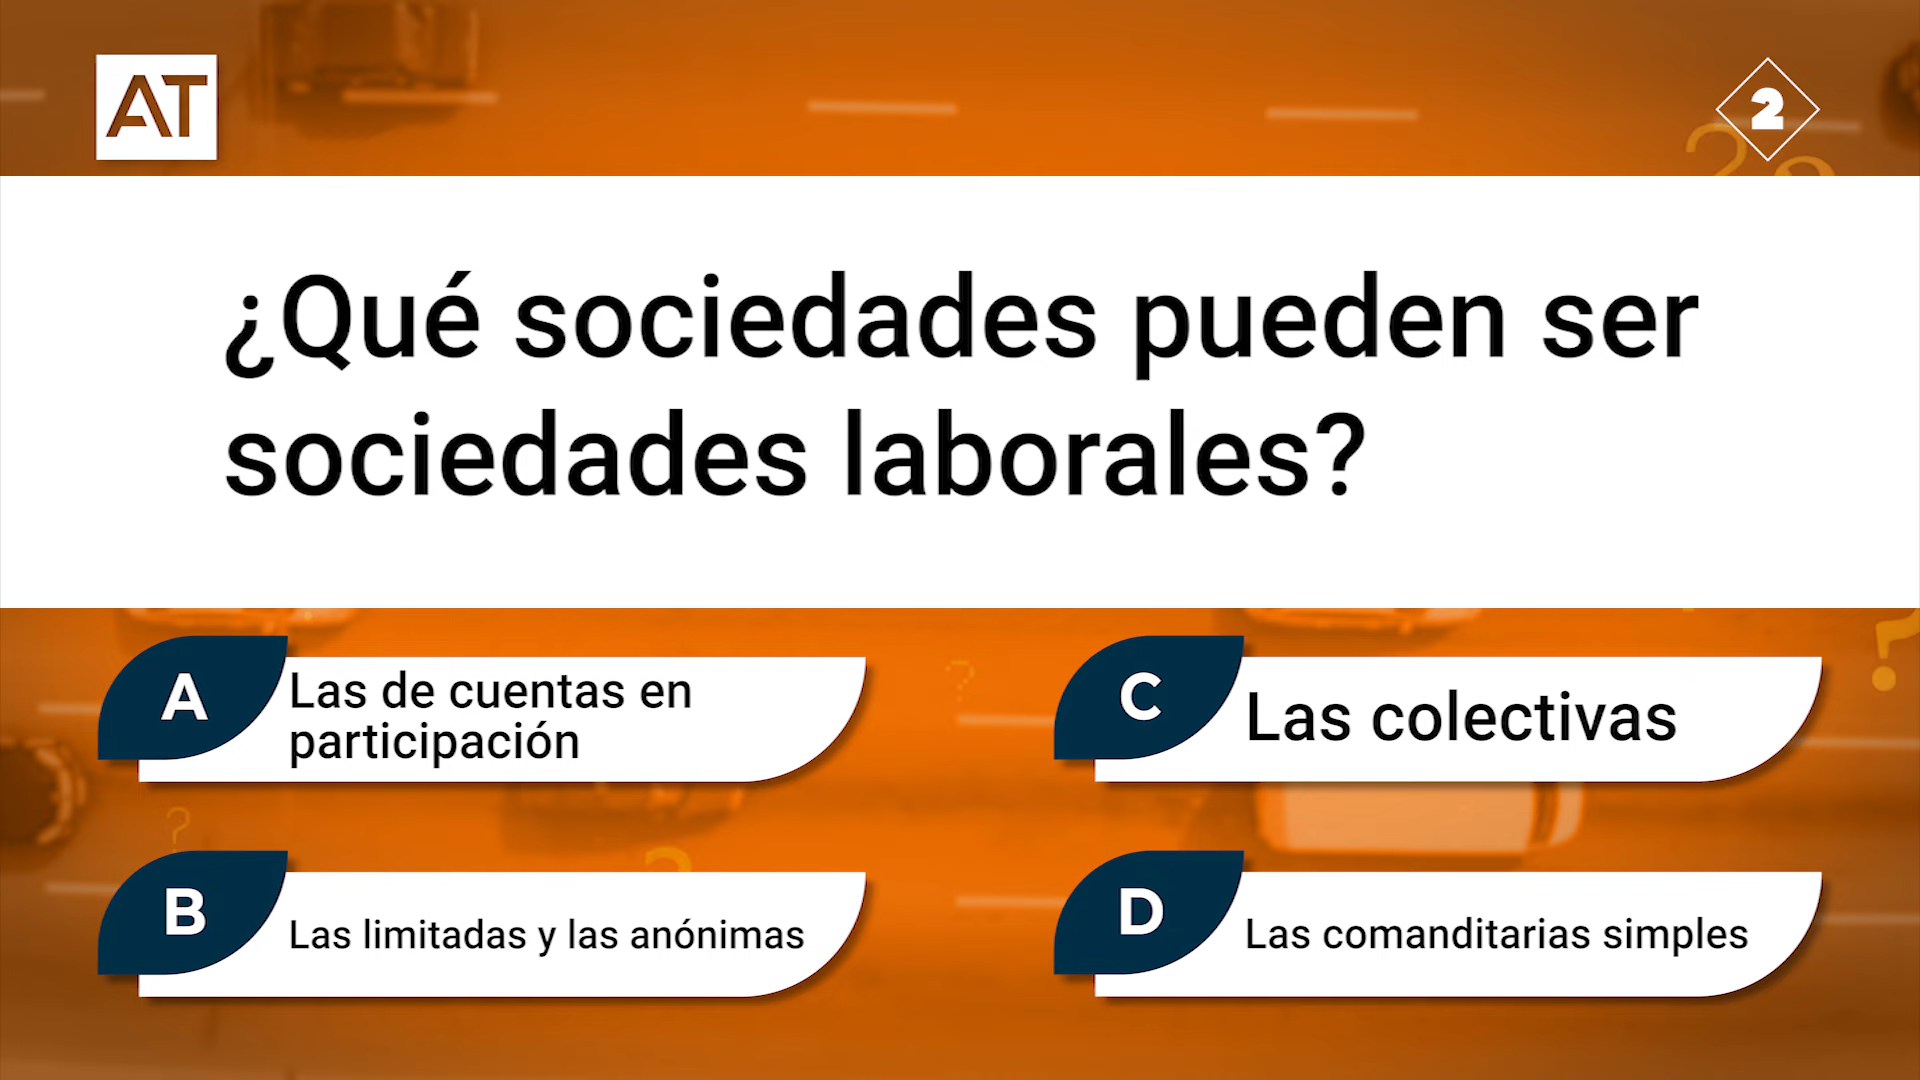 AT
2
¿Qué sociedades pueden ser
sociedades laborales?
A
Las de cuentas en
participación
B
Las limitadas y las anónimas
C
Las colectivas
D
Las comanditarias simples